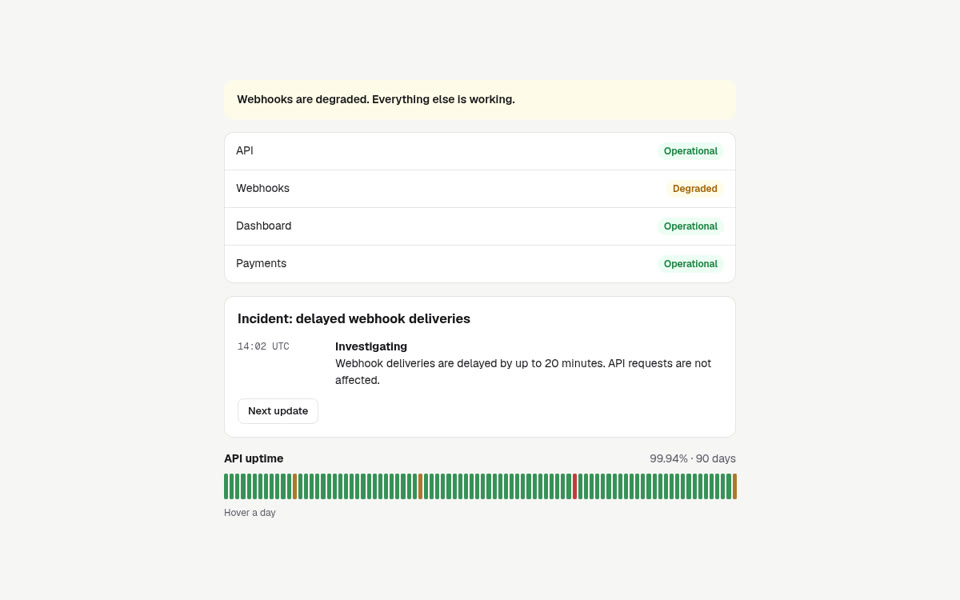 Webhooks are degraded. Everything else is working.
API Operational
Webhooks Degraded
Dashboard Operational
Payments Operational
Incident: delayed webhook deliveries
14:02 UTC Investigating
Webhook deliveries are delayed by up to 20 minutes. API requests are not
affected.
Next update
API uptime 99.94% · 90 days
Hover a day